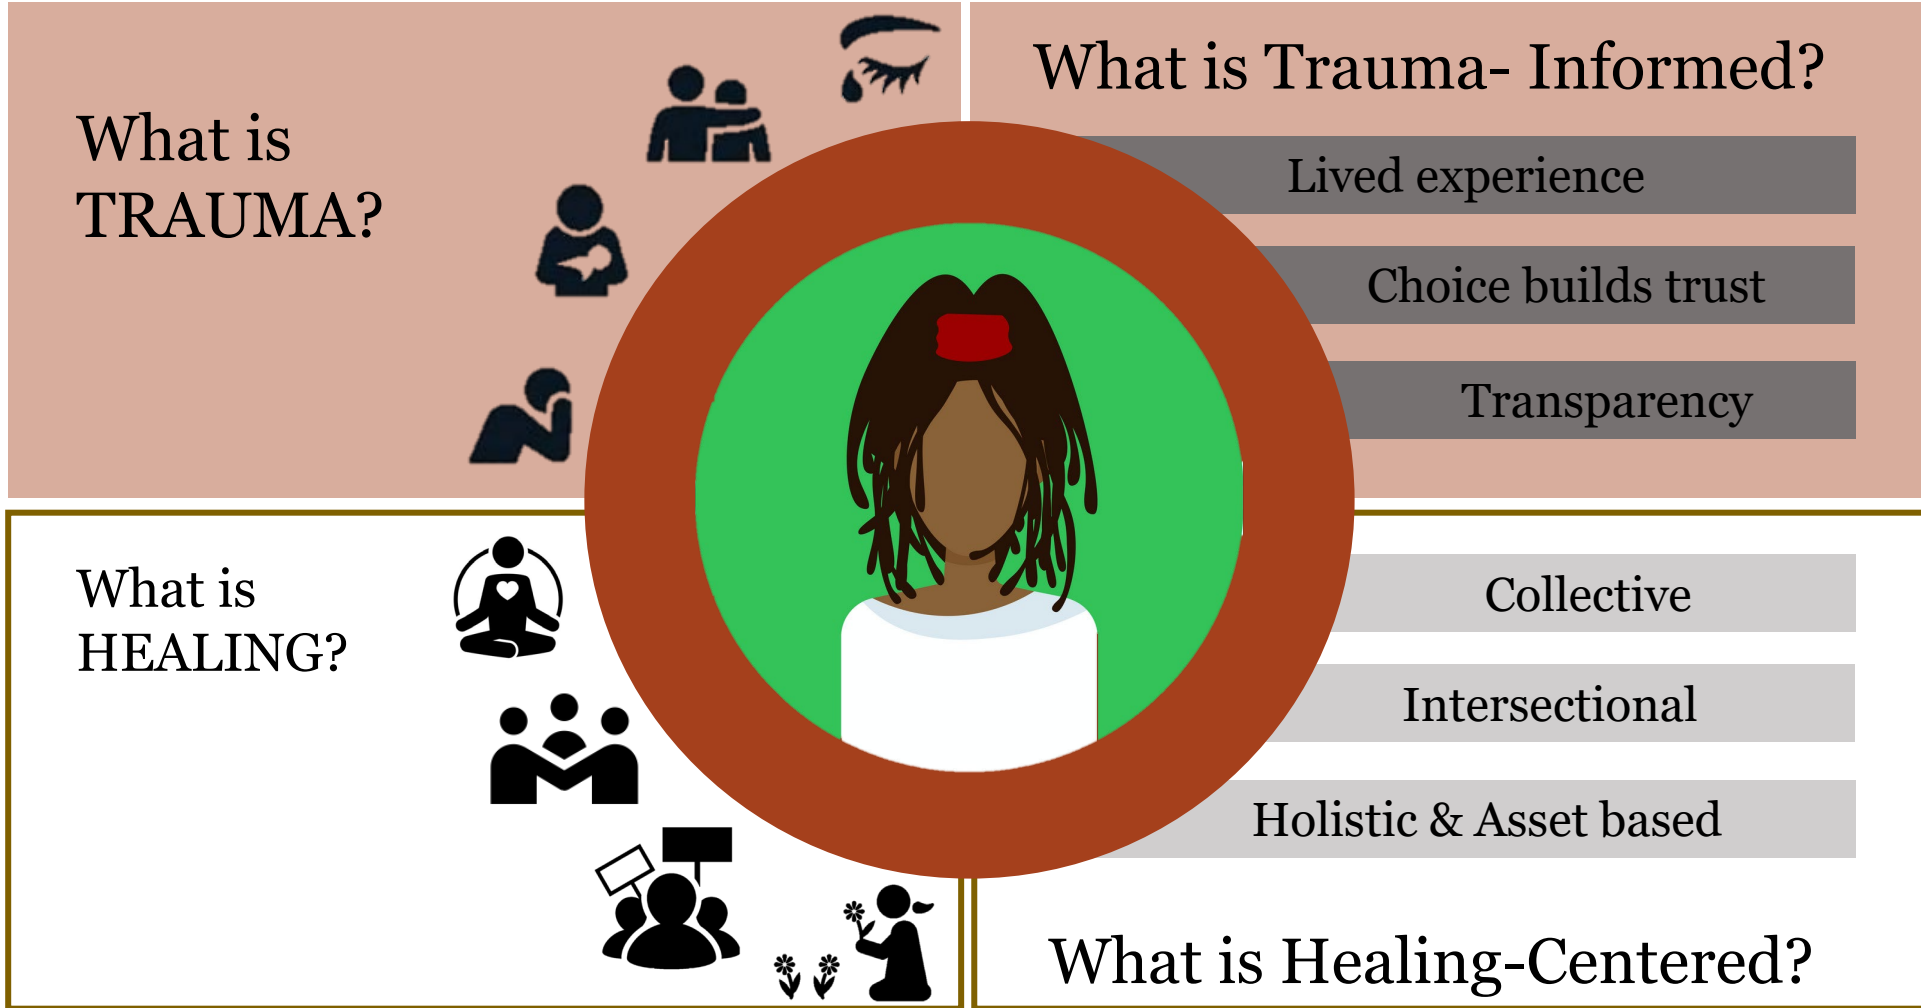 What is
TRAUMA?
What is Trauma- Informed?
Lived experience
Choice builds trust
Transparency
What is
HEALING?
Collective
Intersectional
Holistic & Asset based
What is Healing-Centered?